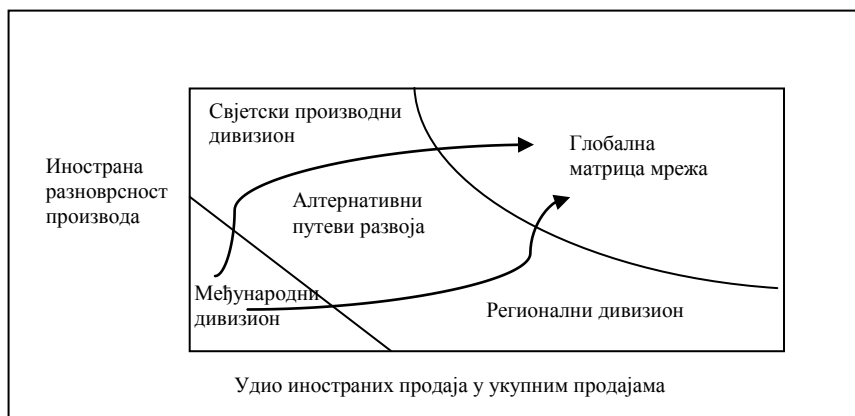 Свјетски производни
дивизион
Глобална
матрица мрежа
Инострана
разноврсност
производа
Алтернативни
путеви развоја
Међународни
дивизион
Регионални дивизион
Удио иностраних продаја у укупним продајама